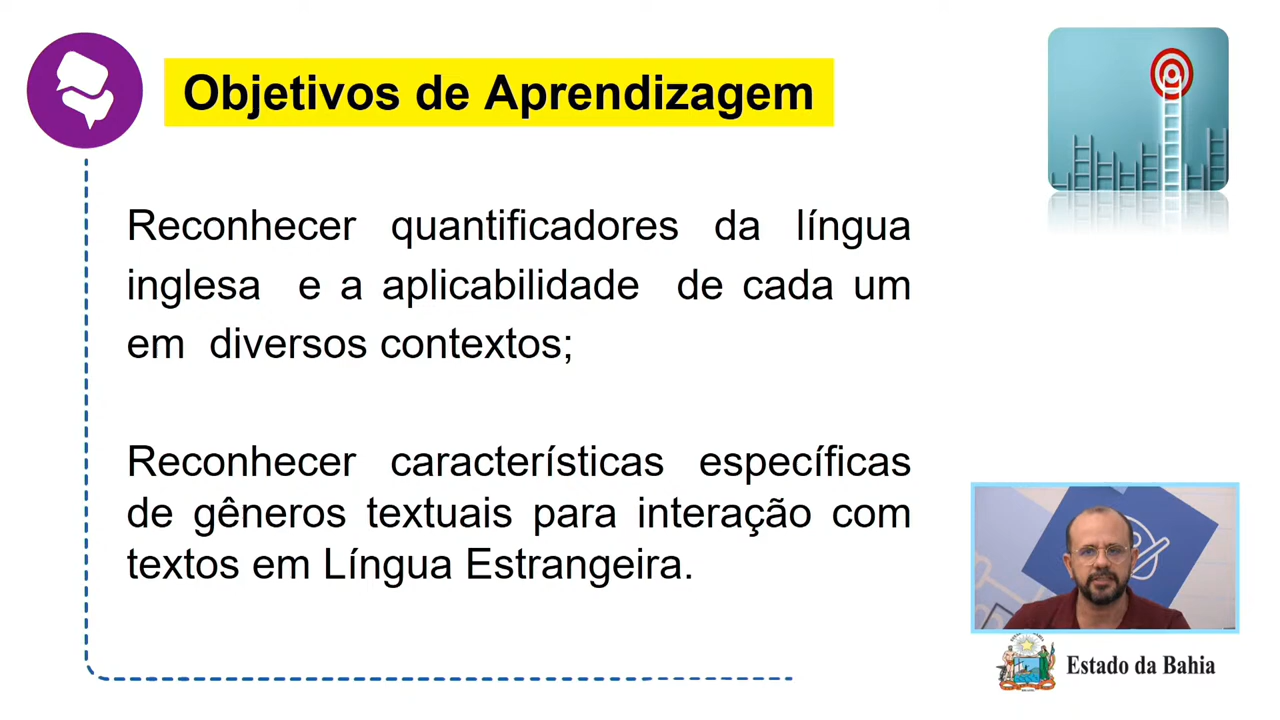 Objetivos de Aprendizagem
Reconhecer quantificadores da língua
inglesa e a aplicabilidade de cada um
em diversos contextos;
Reconhecer características específicas
de gêneros textuais para interação com
textos em Língua Estrangeira.
Estado da Bahia